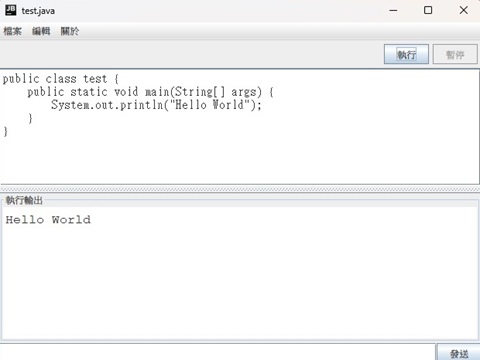 JB
test.java
檔案 編輯 關於
執行 暫停
public class test {
    public static void main(String[] args) {
        System.out.println("Hello World");
    }
}
執行輸出
Hello World
發送